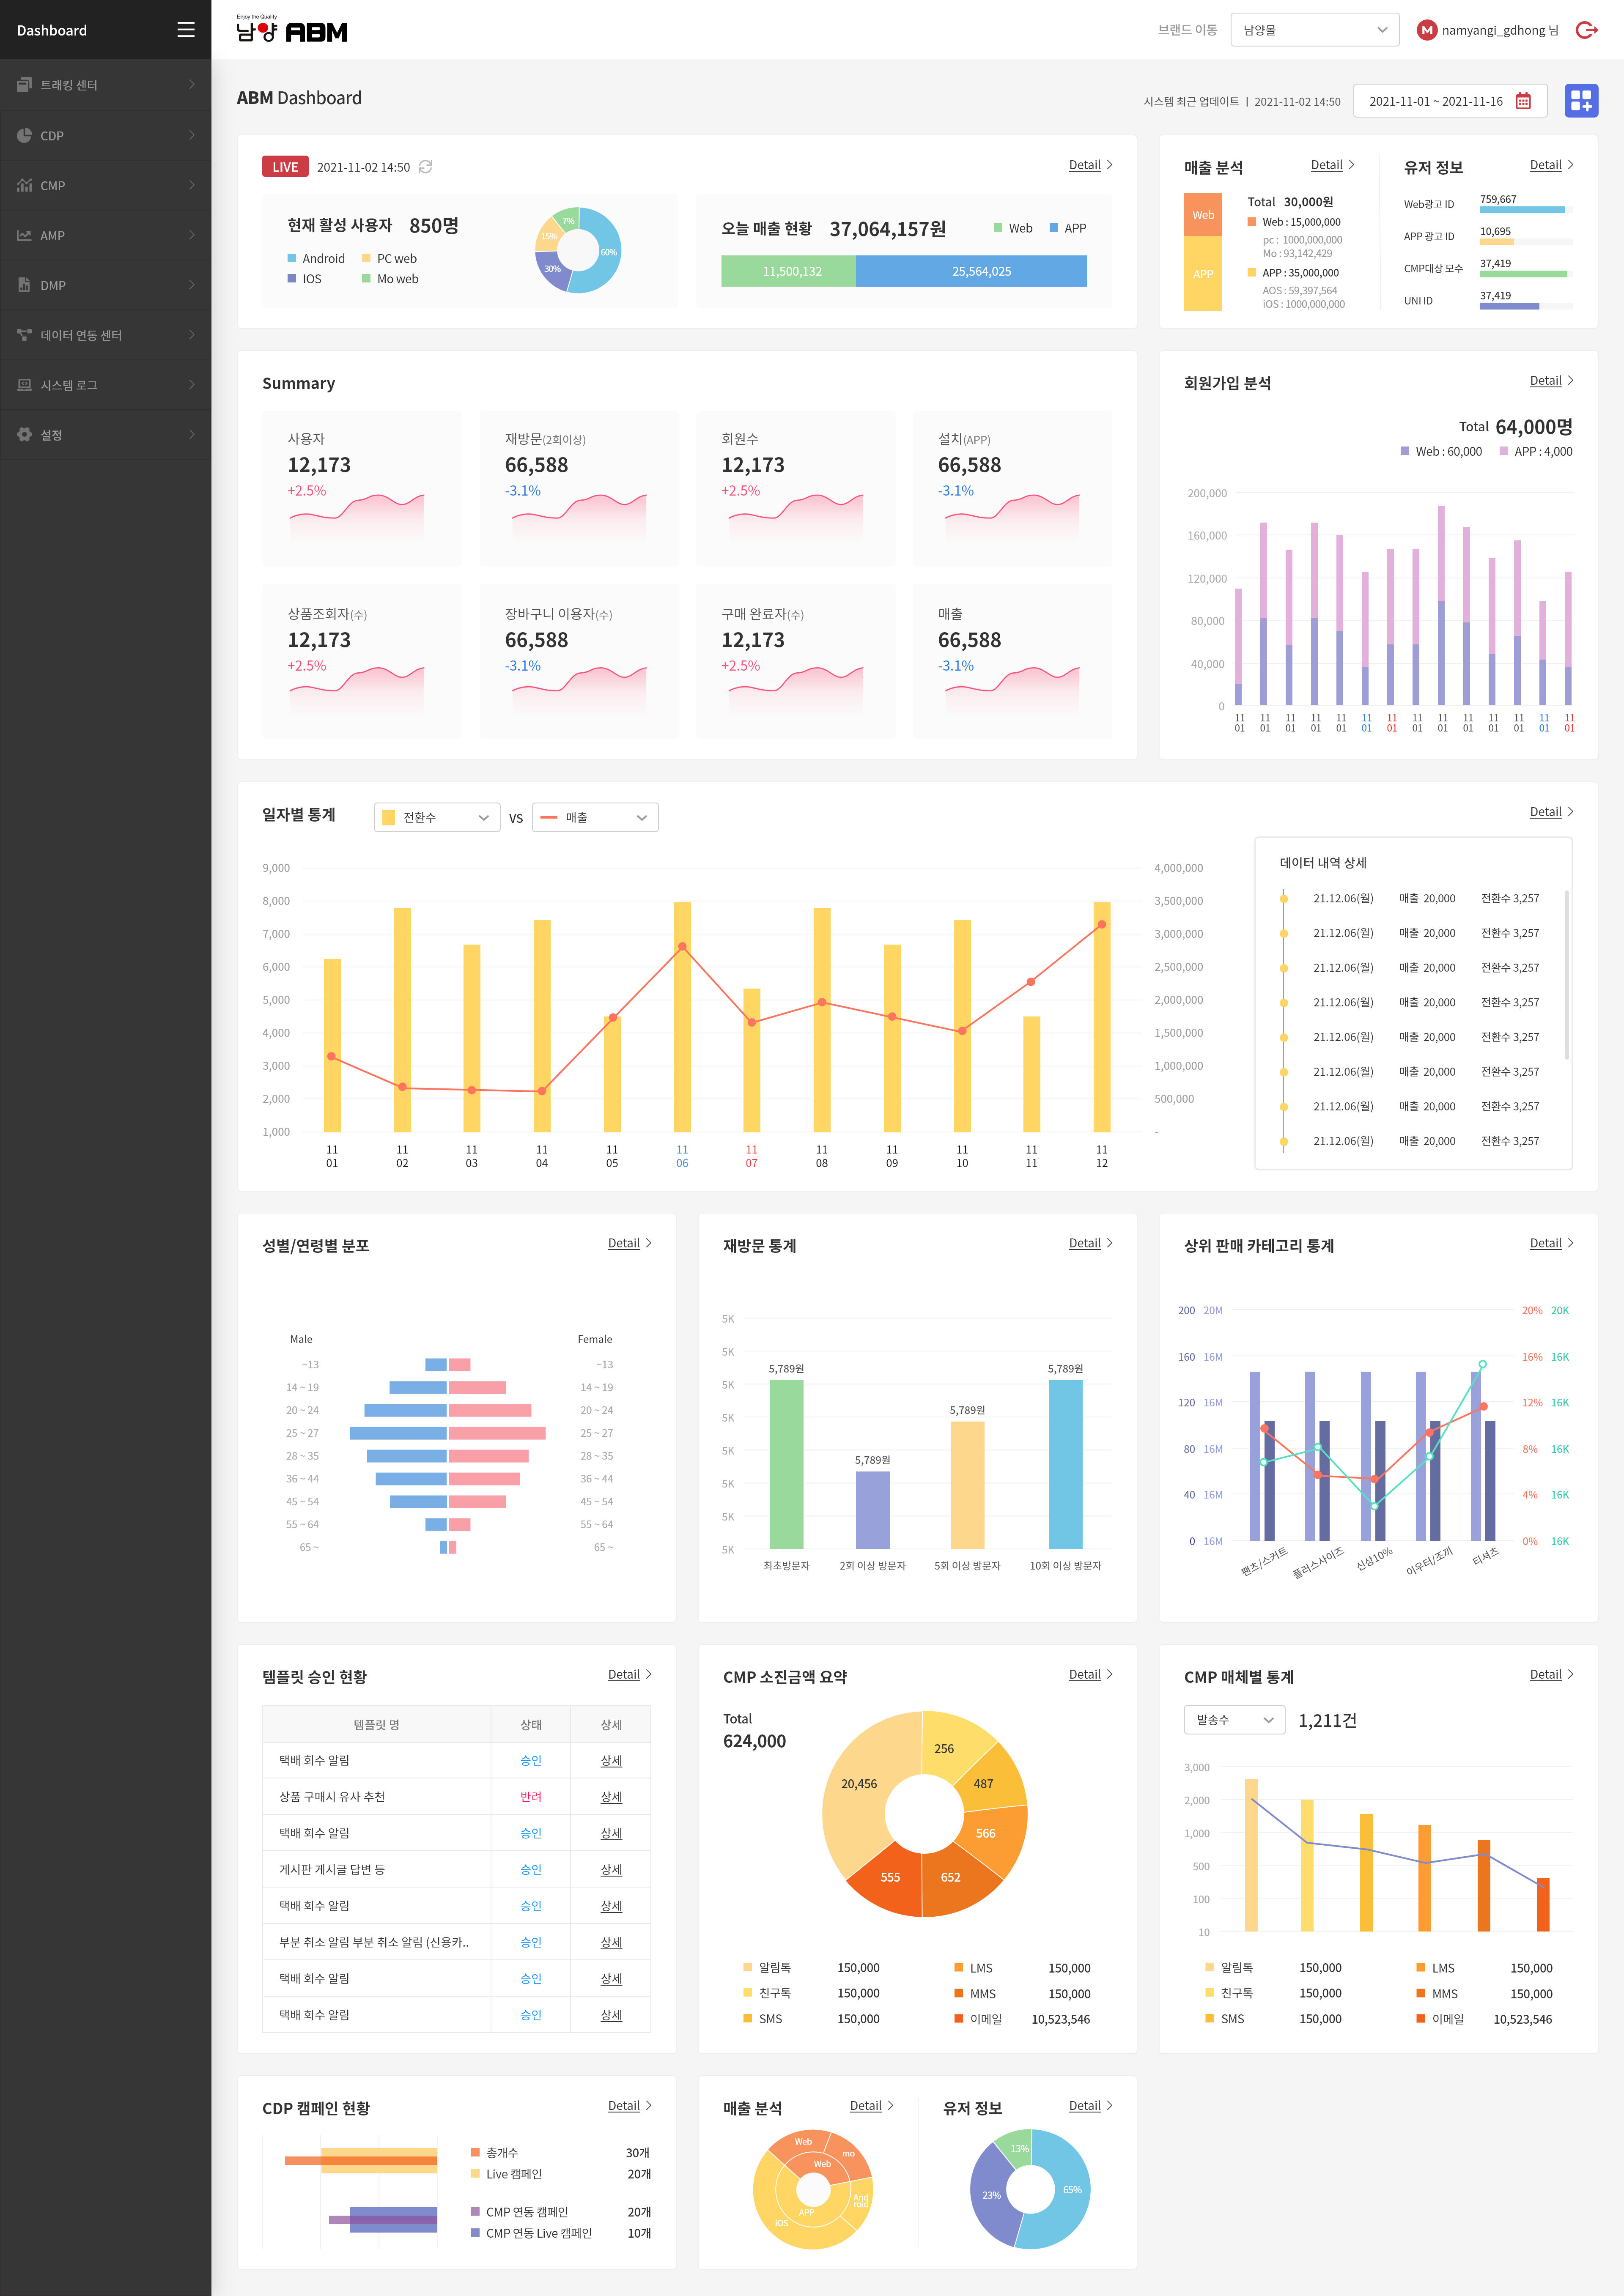 Dashboard
Enjoy the Quality
남양 ABM
브랜드 이동
남양몰
M
namyangi_gdhong 님
트래킹 센터
CDP
CMP
AMP
DMP
데이터 연동 센터
시스템 로그
설정
ABM Dashboard
시스템 최근 업데이트 | 2021-11-02 14:50
2021-11-01 ~ 2021-11-16
LIVE 2021-11-02 14:50
Detail
현재 활성 사용자 850명
Android PC web
IOS Mo web
7%
15%
60%
30%
오늘 매출 현황 37,064,157원
Web APP
11,500,132 25,564,025
매출 분석
Detail
Web
APP
Total 30,000원
Web : 15,000,000
pc : 1000,000,000
Mo : 93,142,429
APP : 35,000,000
AOS : 59,397,564
iOS : 1000,000,000
유저 정보
Detail
Web광고 ID 759,667
APP 광고 ID 10,695
CMP대상 모수 37,419
UNI ID 37,419
Summary
사용자
12,173
+2.5%
재방문(2회이상)
66,588
-3.1%
회원수
12,173
+2.5%
설치(APP)
66,588
-3.1%
상품조회자(수)
12,173
+2.5%
장바구니 이용자(수)
66,588
-3.1%
구매 완료자(수)
12,173
+2.5%
매출
66,588
-3.1%
회원가입 분석
Detail
Total 64,000명
Web : 60,000 APP : 4,000
200,000
160,000
120,000
80,000
40,000
0
11 11 11 11 11 11 11 11 11 11 11 11 11 11
01 01 01 01 01 01 01 01 01 01 01 01 01 01
일자별 통계
전환수
VS
매출
Detail
9,000
8,000
7,000
6,000
5,000
4,000
3,000
2,000
1,000
4,000,000
3,500,000
3,000,000
2,500,000
2,000,000
1,500,000
1,000,000
500,000
-
11 11 11 11 11 11 11 11 11 11 11 11
01 02 03 04 05 06 07 08 09 10 11 12
데이터 내역 상세
21.12.06(월) 매출 20,000 전환수 3,257
21.12.06(월) 매출 20,000 전환수 3,257
21.12.06(월) 매출 20,000 전환수 3,257
21.12.06(월) 매출 20,000 전환수 3,257
21.12.06(월) 매출 20,000 전환수 3,257
21.12.06(월) 매출 20,000 전환수 3,257
21.12.06(월) 매출 20,000 전환수 3,257
21.12.06(월) 매출 20,000 전환수 3,257
성별/연령별 분포
Detail
Male Female
~13 ~13
14 ~ 19 14 ~ 19
20 ~ 24 20 ~ 24
25 ~ 27 25 ~ 27
28 ~ 35 28 ~ 35
36 ~ 44 36 ~ 44
45 ~ 54 45 ~ 54
55 ~ 64 55 ~ 64
65 ~ 65 ~
재방문 통계
Detail
5K
5K
5K
5K
5K
5K
5K
5K
5,789원
5,789원
5,789원
5,789원
최초방문자 2회 이상 방문자 5회 이상 방문자 10회 이상 방문자
상위 판매 카테고리 통계
Detail
200 20M 20% 20K
160 16M 16% 16K
120 16M 12% 16K
80 16M 8% 16K
40 16M 4% 16K
0 16M 0% 16K
팬츠/스커트 플러스사이즈 신상10% 아우터/조끼 티셔츠
템플릿 승인 현황
Detail
템플릿 명 상태 상세
택배 회수 알림 승인 상세
상품 구매시 유사 추천 반려 상세
택배 회수 알림 승인 상세
게시판 게시글 답변 등 승인 상세
택배 회수 알림 승인 상세
부분 취소 알림 부분 취소 알림 (신용카.. 승인 상세
택배 회수 알림 승인 상세
택배 회수 알림 승인 상세
CMP 소진금액 요약
Detail
Total
624,000
256
20,456
487
566
555
652
알림톡 150,000 LMS 150,000
친구톡 150,000 MMS 150,000
SMS 150,000 이메일 10,523,546
CMP 매체별 통계
Detail
발송수
1,211건
3,000
2,000
1,000
500
100
10
알림톡 150,000 LMS 150,000
친구톡 150,000 MMS 150,000
SMS 150,000 이메일 10,523,546
CDP 캠페인 현황
Detail
총개수 30개
Live 캠페인 20개
CMP 연동 캠페인 20개
CMP 연동 Live 캠페인 10개
매출 분석
Detail
Web
mo
Web
And
roid
APP
iOS
유저 정보
Detail
13%
65%
23%